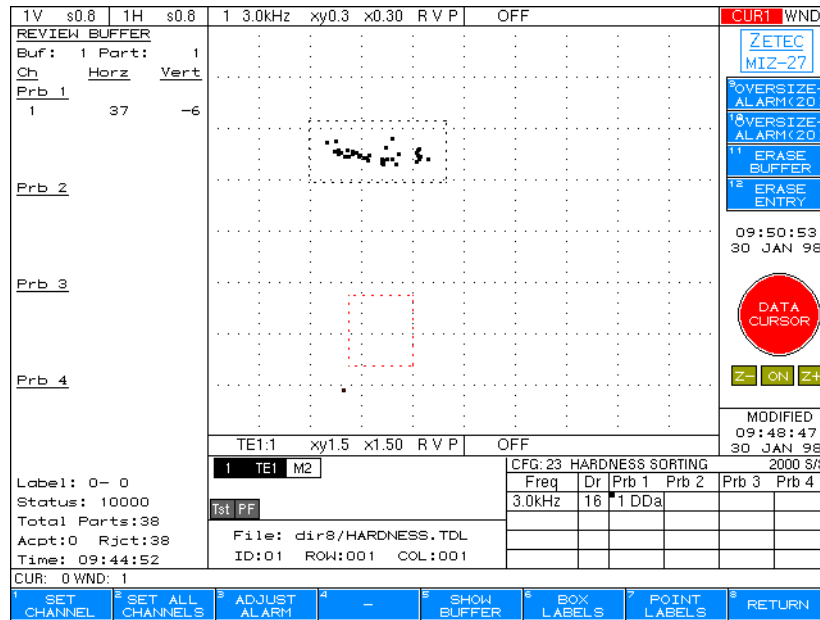 1V s0.8 1H s0.8 1 3.0kHz xy0.3 x0.30 R V P OFF CUR1 WND
REVIEW BUFFER
Buf: 1 Part: 1
Ch Horz Vert
Prb 1
1 37 -6
Prb 2
Prb 3
Prb 4
Label: 0- 0
Status: 10000
Total Parts:38
Acpt:0 Rjct:38
Time: 09:44:52
ZETEC
MIZ-27
9 OVERSIZE-
ALARM(20
10 OVERSIZE-
ALARM(20
11 ERASE
BUFFER
12 ERASE
ENTRY
09:50:53
30 JAN 98
DATA
CURSOR
Z- ON Z+
MODIFIED
09:48:47
30 JAN 98
TE1:1 xy1.5 x1.50 R V P OFF
1 TE1 M2
Tst PF
File: dir8/HARDNESS.TDL
ID:01 ROW:001 COL:001
CFG: 23 HARDNESS SORTING 2000 S/S
Freq Dr Prb 1 Prb 2 Prb 3 Prb 4
3.0kHz 16 1 DDa
CUR: 0 WND: 1
1 SET
CHANNEL
2 SET ALL
CHANNELS
3 ADJUST
ALARM
4 –
5 SHOW
BUFFER
6 BOX
LABELS
7 POINT
LABELS
8 RETURN